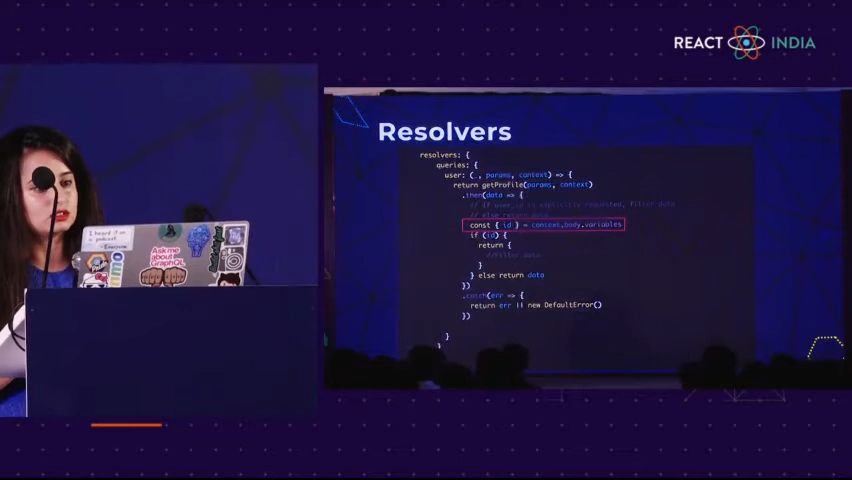 REACT INDIA
Resolvers
resolvers: {
queries: {
user: (_, params, context) => {
return getProfile(params, context)
.then(data => {
// if user id is explicitly requested, filter data
// else return data
const { id } = context.body.variables
if (id) {
return {
//Filter data
}
} else return data
})
.catch(err => {
return err || new DefaultError()
})
}
}
I heard it on
a podcast.
- Everyone
Ask me
about
GraphQL